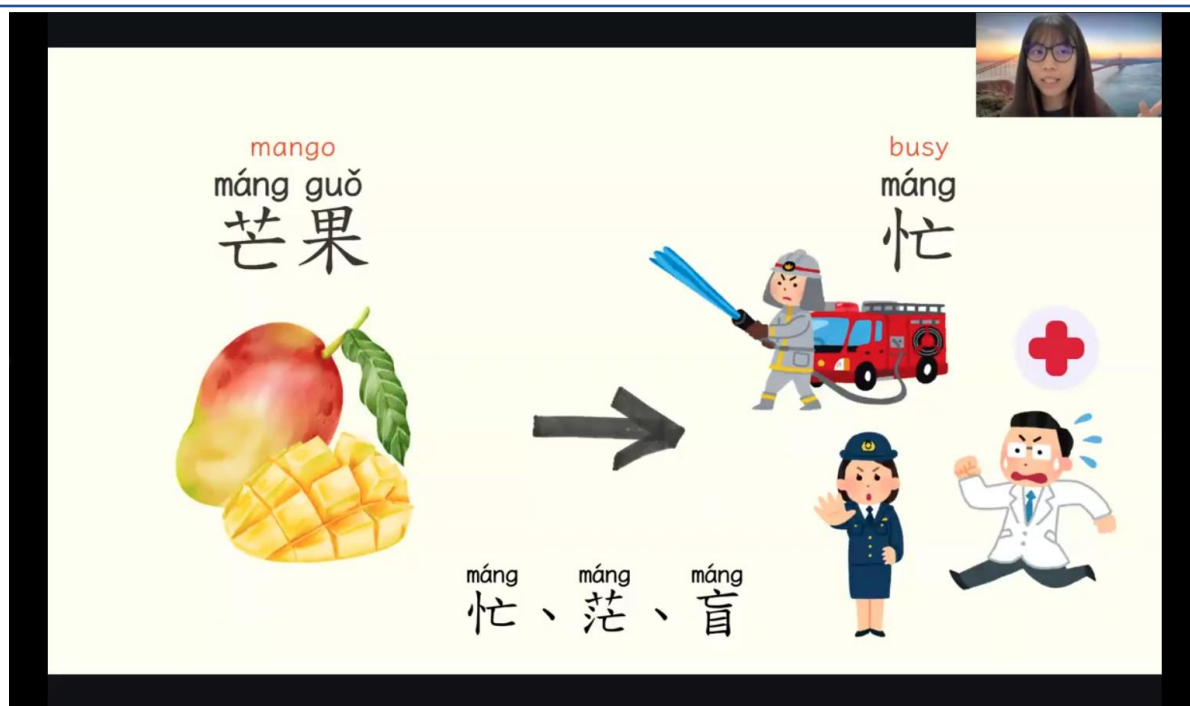 mango
máng guǒ
芒果
busy
máng
忙
máng máng máng
忙、茫、盲